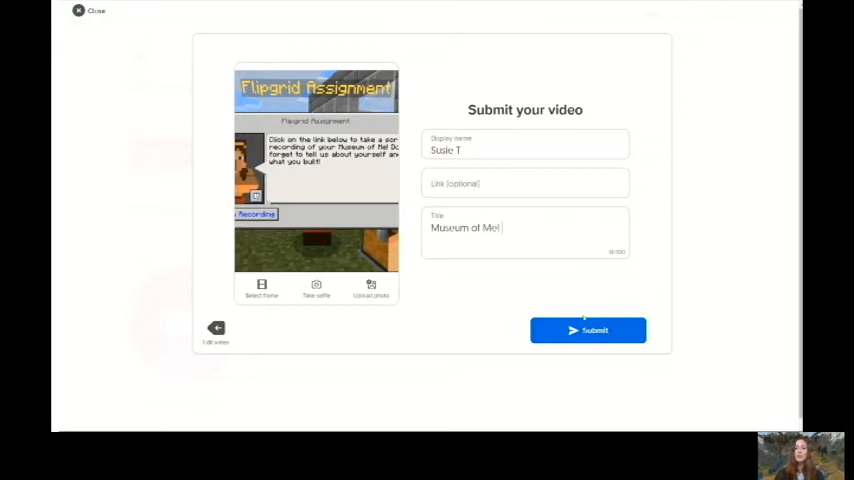 Close
Flipgrid Assignment
Flipgrid Assignment
Click on the link below to take a scr
recording of your Museum of Me! Do
forget to tell us about yourself an
what you built!
Recording
Select frame
Take selfie
Upload photo
Edit video
Submit your video
Display name
Susie T
Link [optional]
Title
Museum of Me!
Submit